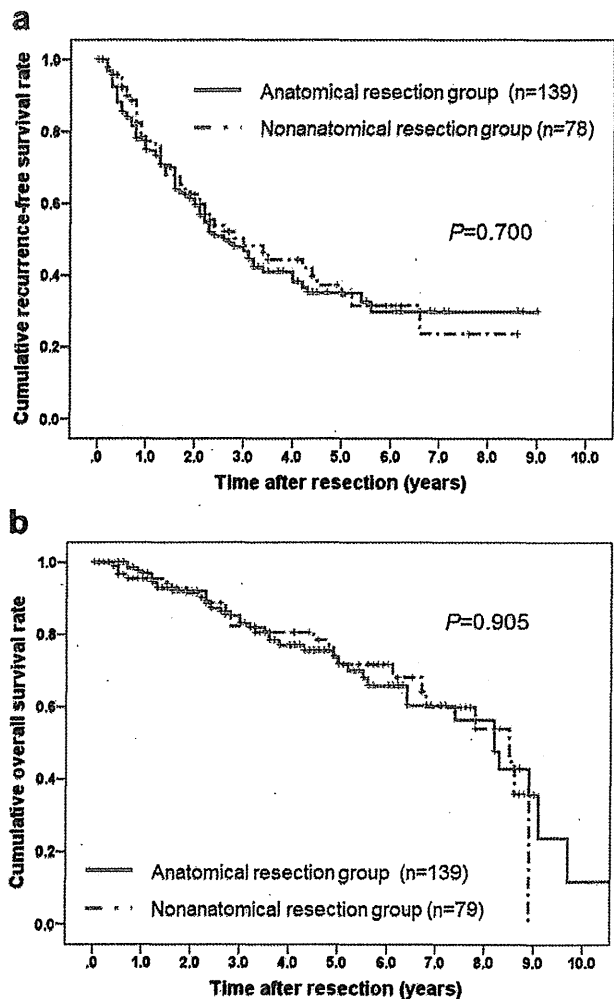 a
Cumulative recurrence-free survival rate
1.0
0.8
0.6
0.4
0.2
0.0
Anatomical resection group (n=139)
Nonanatomical resection group (n=78)
P=0.700
.0 1.0 2.0 3.0 4.0 5.0 6.0 7.0 8.0 9.0 10.0
Time after resection (years)
b
Cumulative overall survival rate
1.0
0.8
0.6
0.4
0.2
0.0
P=0.905
Anatomical resection group (n=139)
Nonanatomical resection group (n=79)
.0 1.0 2.0 3.0 4.0 5.0 6.0 7.0 8.0 9.0 10.0
Time after resection (years)